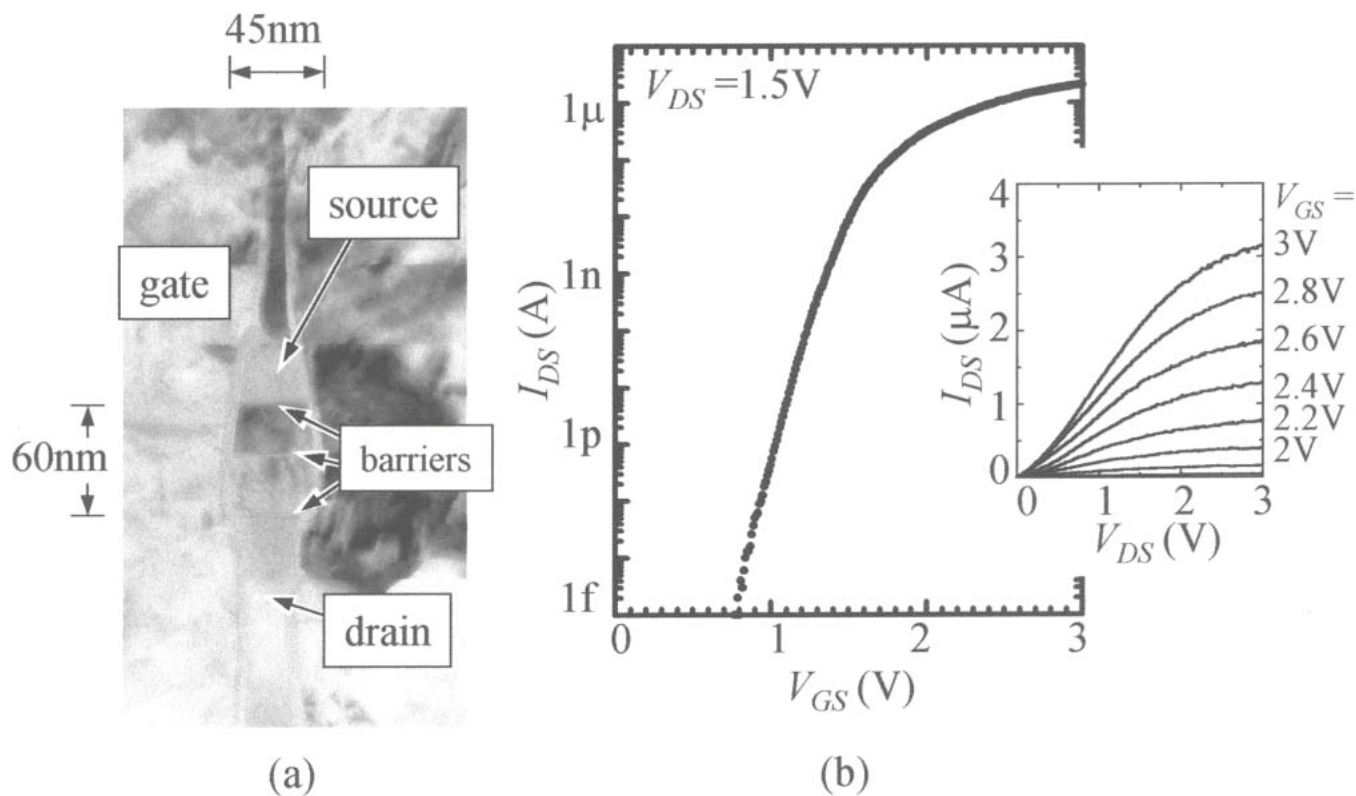 45nm
source
gate
barriers
60nm
drain
(a)
V_DS =1.5V
1μ
1n
1p
1f
I_DS (A)
0 1 2 3
V_GS (V)
4
3
2
1
0
I_DS (μA)
0 1 2 3
V_DS (V)
V_GS =
3V
2.8V
2.6V
2.4V
2.2V
2V
(b)